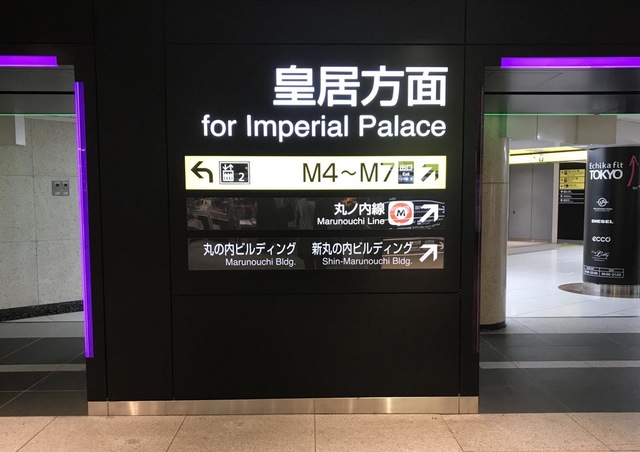 皇居方面
for Imperial Palace
2
M4～M7
丸ノ内線
Marunouchi Line
M
丸の内ビルディング
Marunouchi Bldg.
新丸の内ビルディング
Shin-Marunouchi Bldg.
Echika fit
TOKYO
DIESEL
ecco